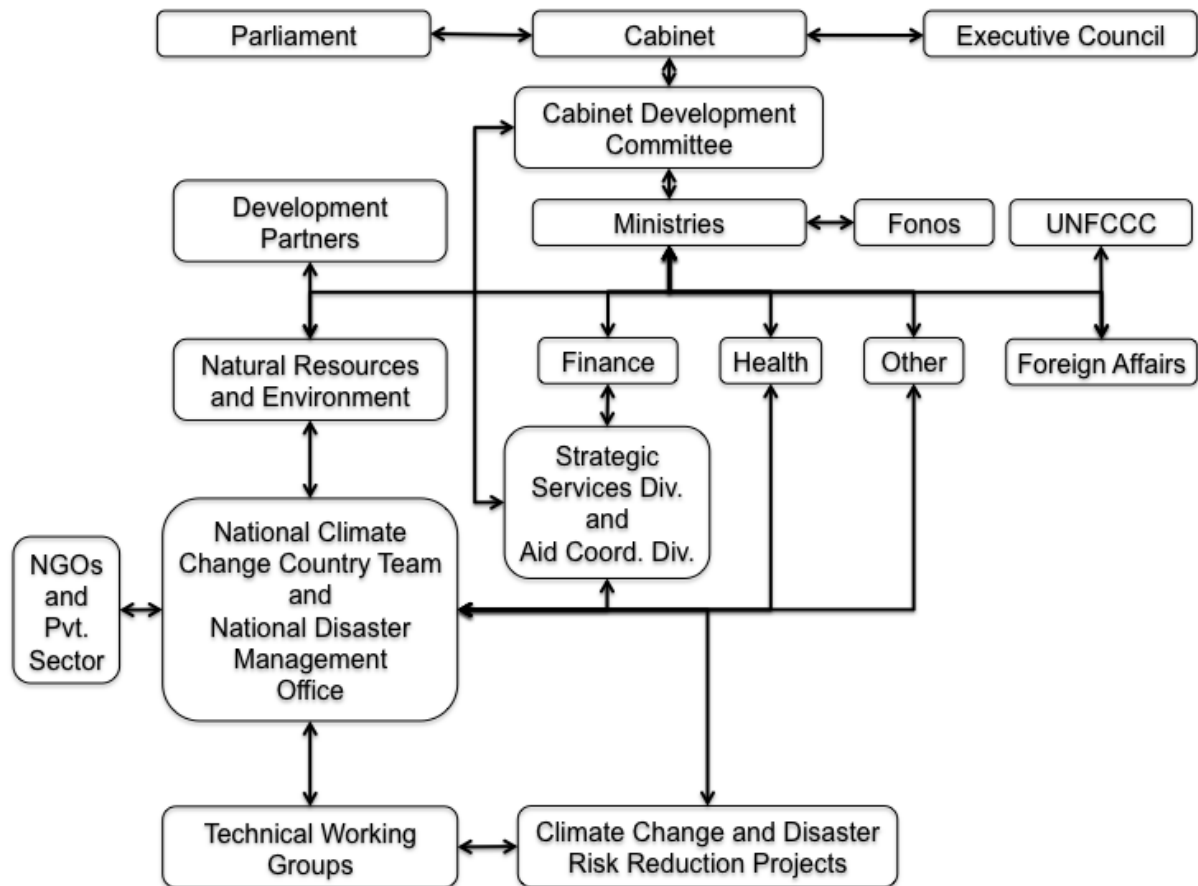 Parliament
Cabinet
Executive Council
Cabinet Development
Committee
Development
Partners
Ministries
Fonos
UNFCCC
Natural Resources
and Environment
Finance
Health
Other
Foreign Affairs
Strategic
Services Div.
and
Aid Coord. Div.
NGOs
and
Pvt.
Sector
National Climate
Change Country Team
and
National Disaster
Management
Office
Technical Working
Groups
Climate Change and Disaster
Risk Reduction Projects